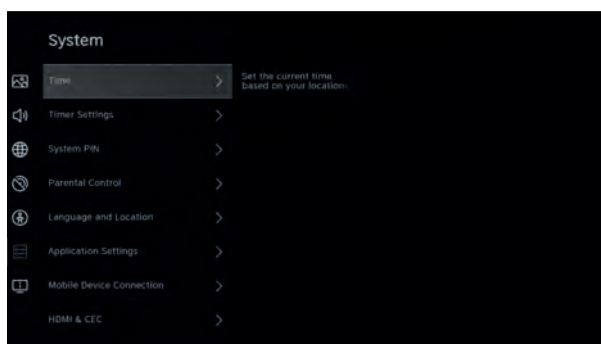 System
Time
Set the current time
based on your location.
Timer Settings
System PIN
Parental Control
Language and Location
Application Settings
Mobile Device Connection
HDMI & CEC